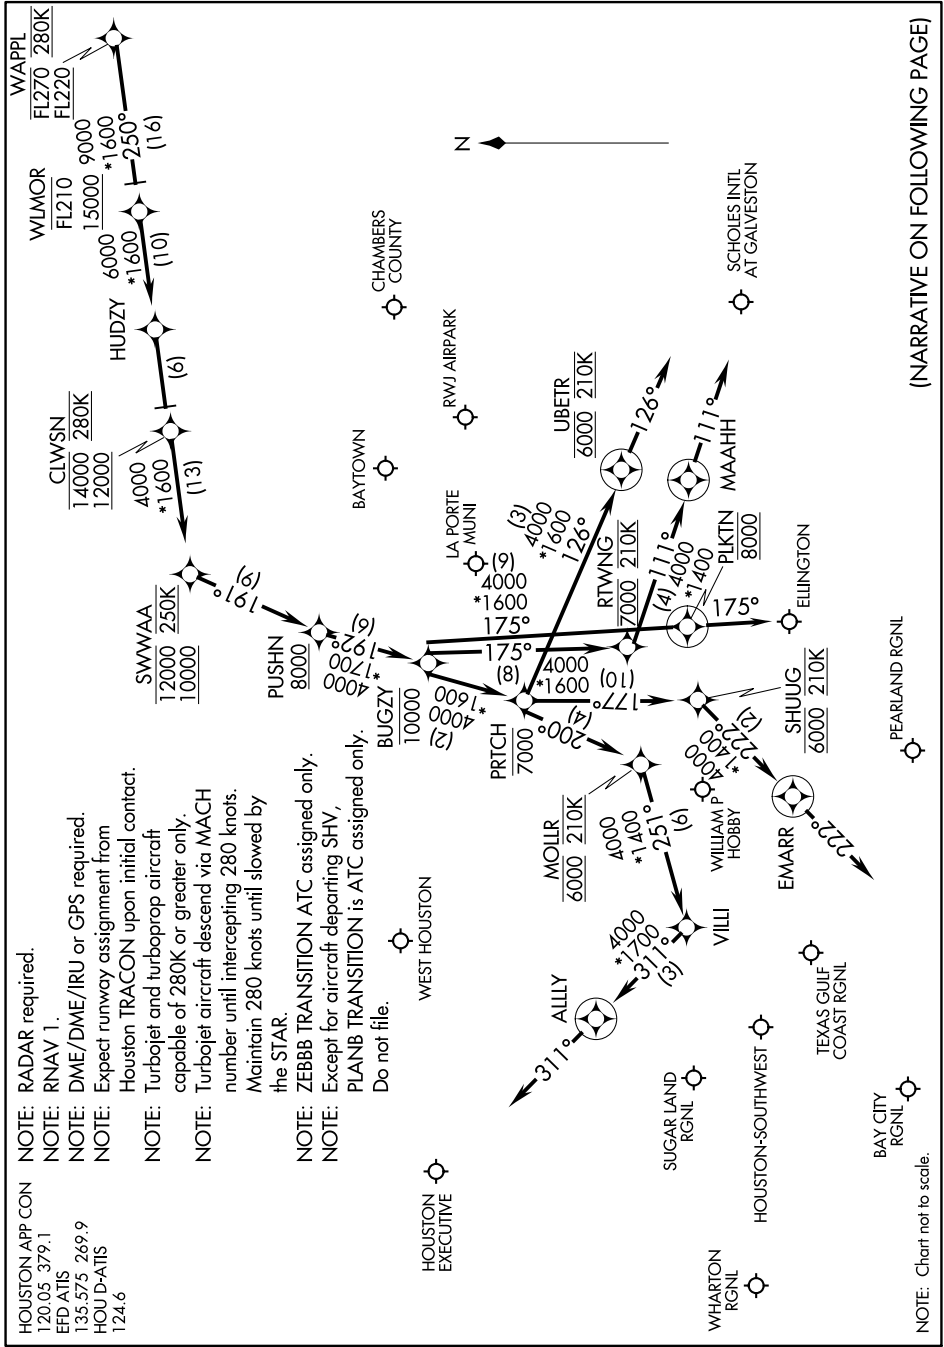 HOUSTON APP CON
120.05 379.1
EFD ATIS
135.575 269.9
HOU D-ATIS
124.6
NOTE: RADAR required.
NOTE: RNAV 1.
NOTE: DME/DME/IRU or GPS required.
NOTE: Expect runway assignment from
Houston TRACON upon initial contact.
NOTE: Turbojet and turboprop aircraft
capable of 280K or greater only.
NOTE: Turbojet aircraft descend via MACH
number until intercepting 280 knots.
Maintain 280 knots until slowed by
the STAR.
NOTE: ZEBBB TRANSITION ATC assigned only.
NOTE: Except for aircraft departing SHV,
PLANB TRANSITION is ATC assigned only.
Do not file.
WAPPL
FL270 280K
FL220
9000
*1600
250°
(16)
WLMOR
FL210
15000
6000
*1600
(10)
HUDZY
(6)
CLWSN
14000 280K
12000
4000
*1600
(13)
SWWAA
12000 250K
10000
191°
(9)
PUSHN
8000
192°
(6)
4000
*1700
BUGZY
10000
(2)
4000
*1600
PRTCH
7000
175°
(9)
4000
*1600
175°
(8)
4000
*1600
(3)
4000
*1600
126°
UBETR
6000 210K
126°
RTWNG
7000 210K
111°
(4) 4000
*1400
MAAHH
111°
PLKTN
8000
175°
177°
(10)
SHUUG
6000 210K
222°
(2)
4000
*1400
EMARR
222°
200°
(4)
MOLLR
6000 210K
4000
*1400
251°
(6)
VILLI
4000
*1700
311°
(3)
ALLLY
311°
N
CHAMBERS
COUNTY
RWJ AIRPARK
BAYTOWN
LA PORTE
MUNI
SCHOLES INTL
AT GALVESTON
ELLINGTON
PEARLAND RGNL
WILLIAM P
HOBBY
WEST HOUSTON
HOUSTON
EXECUTIVE
SUGAR LAND
RGNL
HOUSTON-SOUTHWEST
TEXAS GULF
COAST RGNL
BAY CITY
RGNL
WHARTON
RGNL
NOTE: Chart not to scale.
(NARRATIVE ON FOLLOWING PAGE)